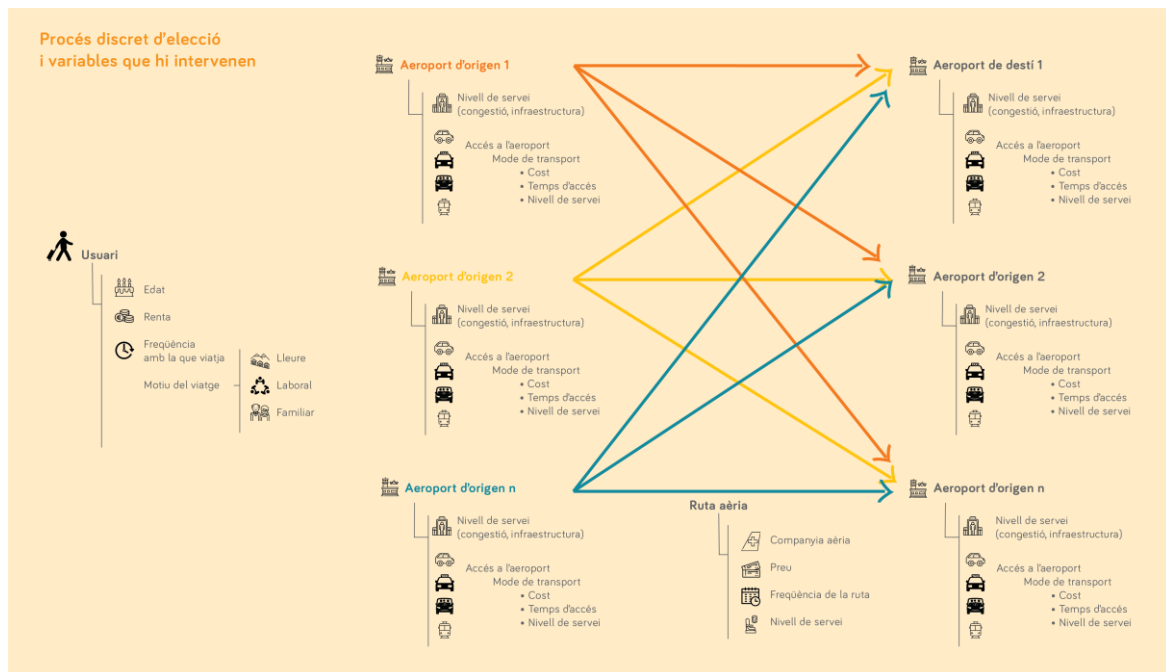 Procés discret d'elecció
i variables que hi intervenen
Usuari
Edat
Renta
Freqüència
amb la que viatja
Motiu del viatge
Lleure
Laboral
Familiar
Aeroport d'origen 1
Nivell de servei
(congestió, infraestructura)
Accés a l'aeroport
Mode de transport
• Cost
• Temps d'accés
• Nivell de servei
Aeroport d'origen 2
Nivell de servei
(congestió, infraestructura)
Accés a l'aeroport
Mode de transport
• Cost
• Temps d'accés
• Nivell de servei
Aeroport d'origen n
Nivell de servei
(congestió, infraestructura)
Accés a l'aeroport
Mode de transport
• Cost
• Temps d'accés
• Nivell de servei
Ruta aèria
Companyia aèria
Preu
Freqüència de la ruta
Nivell de servei
Aeroport de destí 1
Nivell de servei
(congestió, infraestructura)
Accés a l'aeroport
Mode de transport
• Cost
• Temps d'accés
• Nivell de servei
Aeroport d'origen 2
Nivell de servei
(congestió, infraestructura)
Accés a l'aeroport
Mode de transport
• Cost
• Temps d'accés
• Nivell de servei
Aeroport d'origen n
Nivell de servei
(congestió, infraestructura)
Accés a l'aeroport
Mode de transport
• Cost
• Temps d'accés
• Nivell de servei